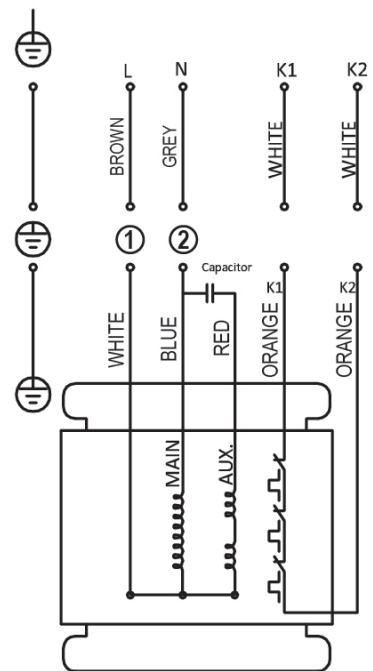 L N K1 K2
BROWN GREY WHITE WHITE
1 2
Capacitor
K1 K2
WHITE BLUE RED ORANGE ORANGE
MAIN AUX.